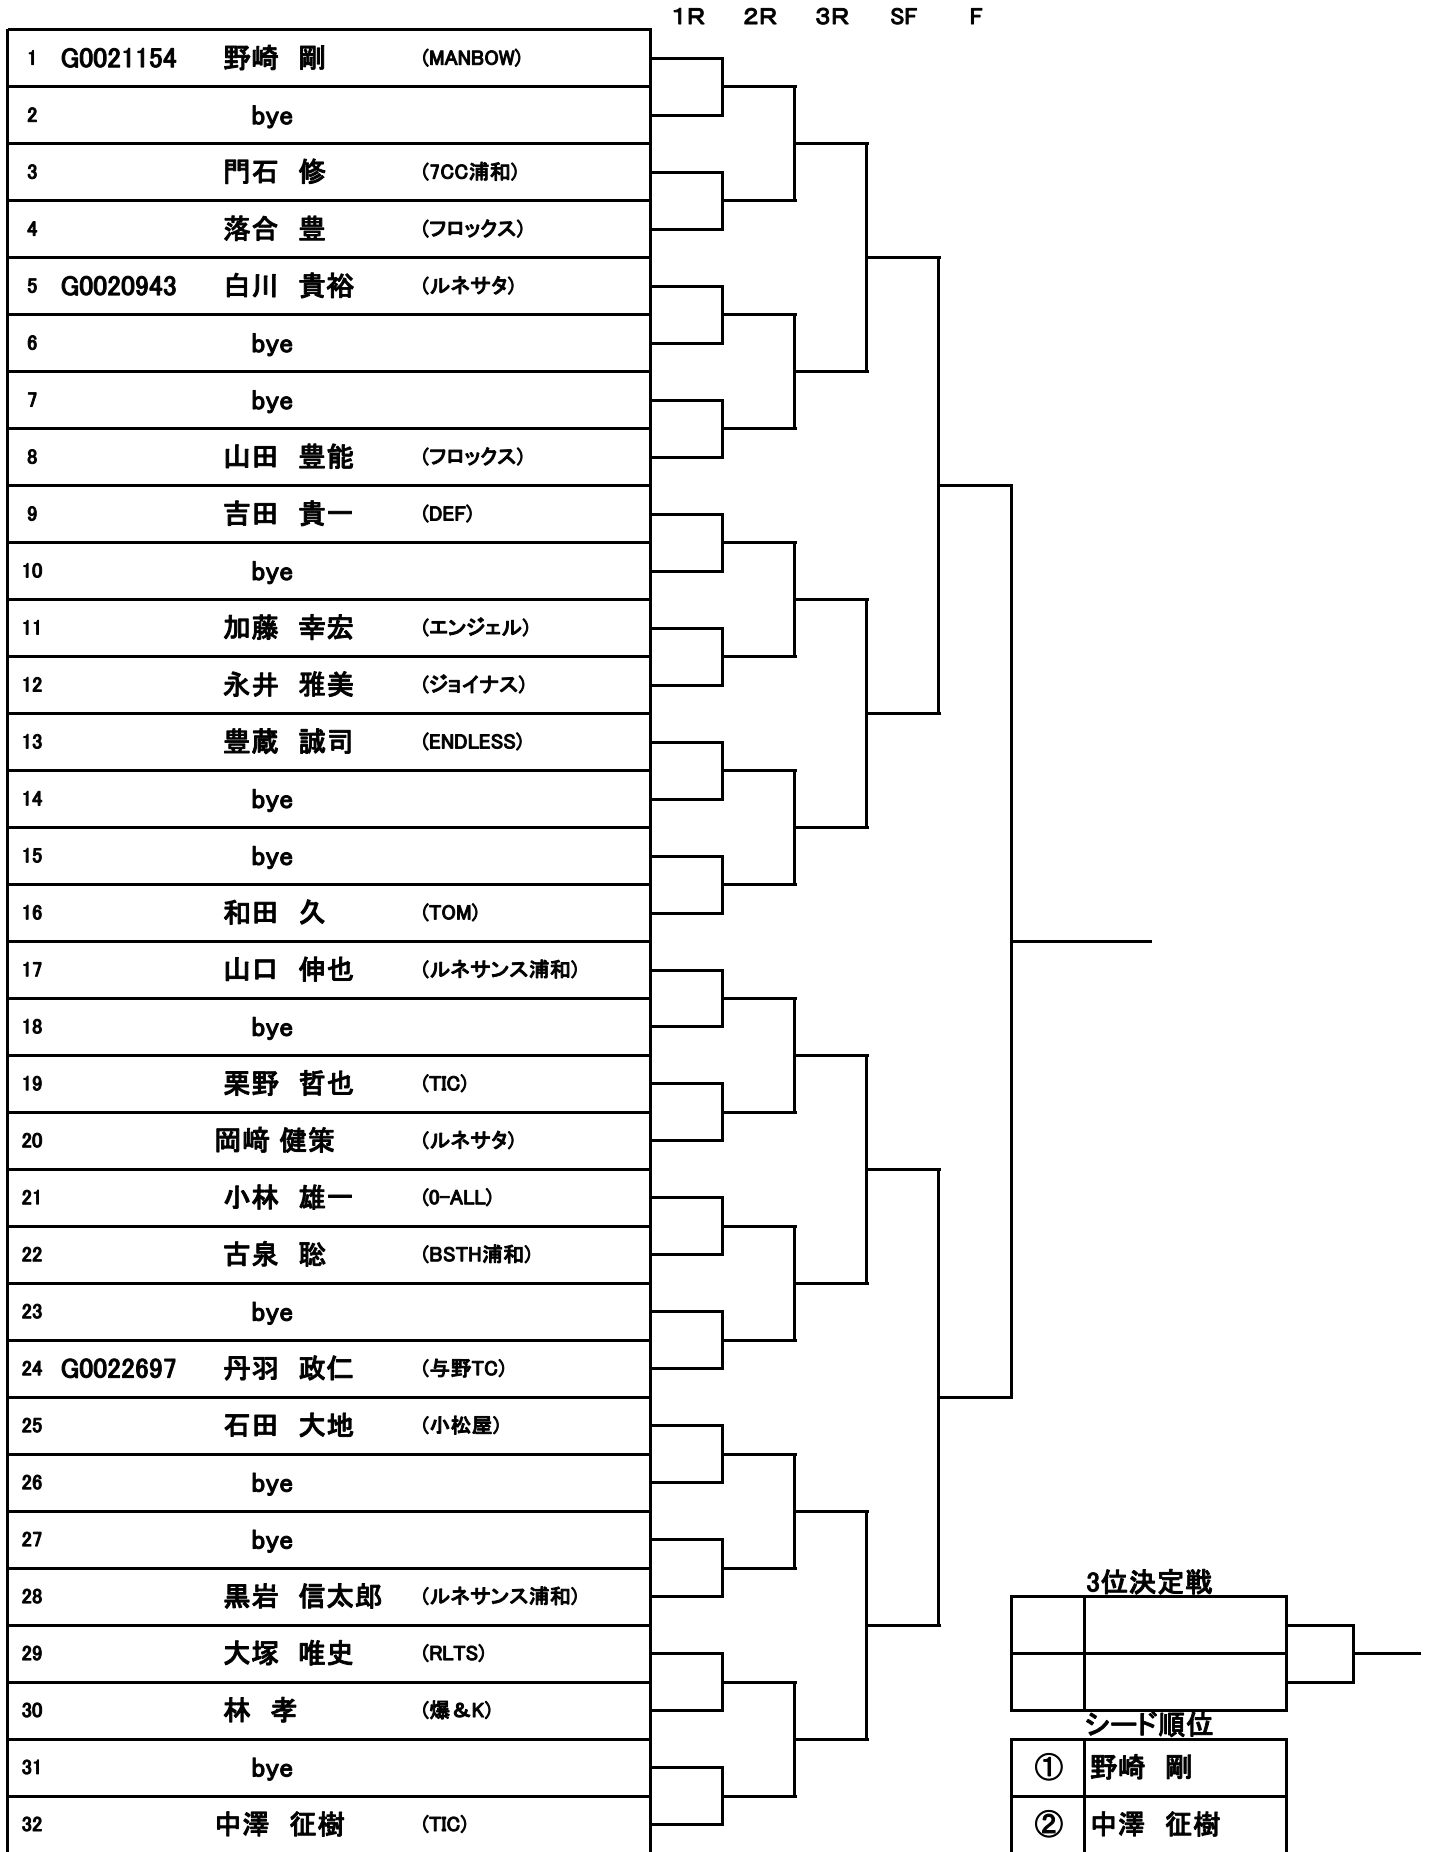 1R 2R 3R SF F
1 G0021154 野崎 剛 (MANBOW)
2 bye
3 門石 修 (7CC浦和)
4 落合 豊 (フロックス)
5 G0020943 白川 貴裕 (ルネサタ)
6 bye
7 bye
8 山田 豊能 (フロックス)
9 吉田 貴一 (DEF)
10 bye
11 加藤 幸宏 (エンジェル)
12 永井 雅美 (ジョイナス)
13 豊蔵 誠司 (ENDLESS)
14 bye
15 bye
16 和田 久 (TOM)
17 山口 伸也 (ルネサンス浦和)
18 bye
19 栗野 哲也 (TIC)
20 岡﨑 健策 (ルネサタ)
21 小林 雄一 (0-ALL)
22 古泉 聡 (BSTH浦和)
23 bye
24 G0022697 丹羽 政仁 (与野TC)
25 石田 大地 (小松屋)
26 bye
27 bye
28 黒岩 信太郎 (ルネサンス浦和)
29 大塚 唯史 (RLTS)
30 林 孝 (爆&K)
31 bye
32 中澤 征樹 (TIC)
3位決定戦
シード順位
① 野崎 剛
② 中澤 征樹